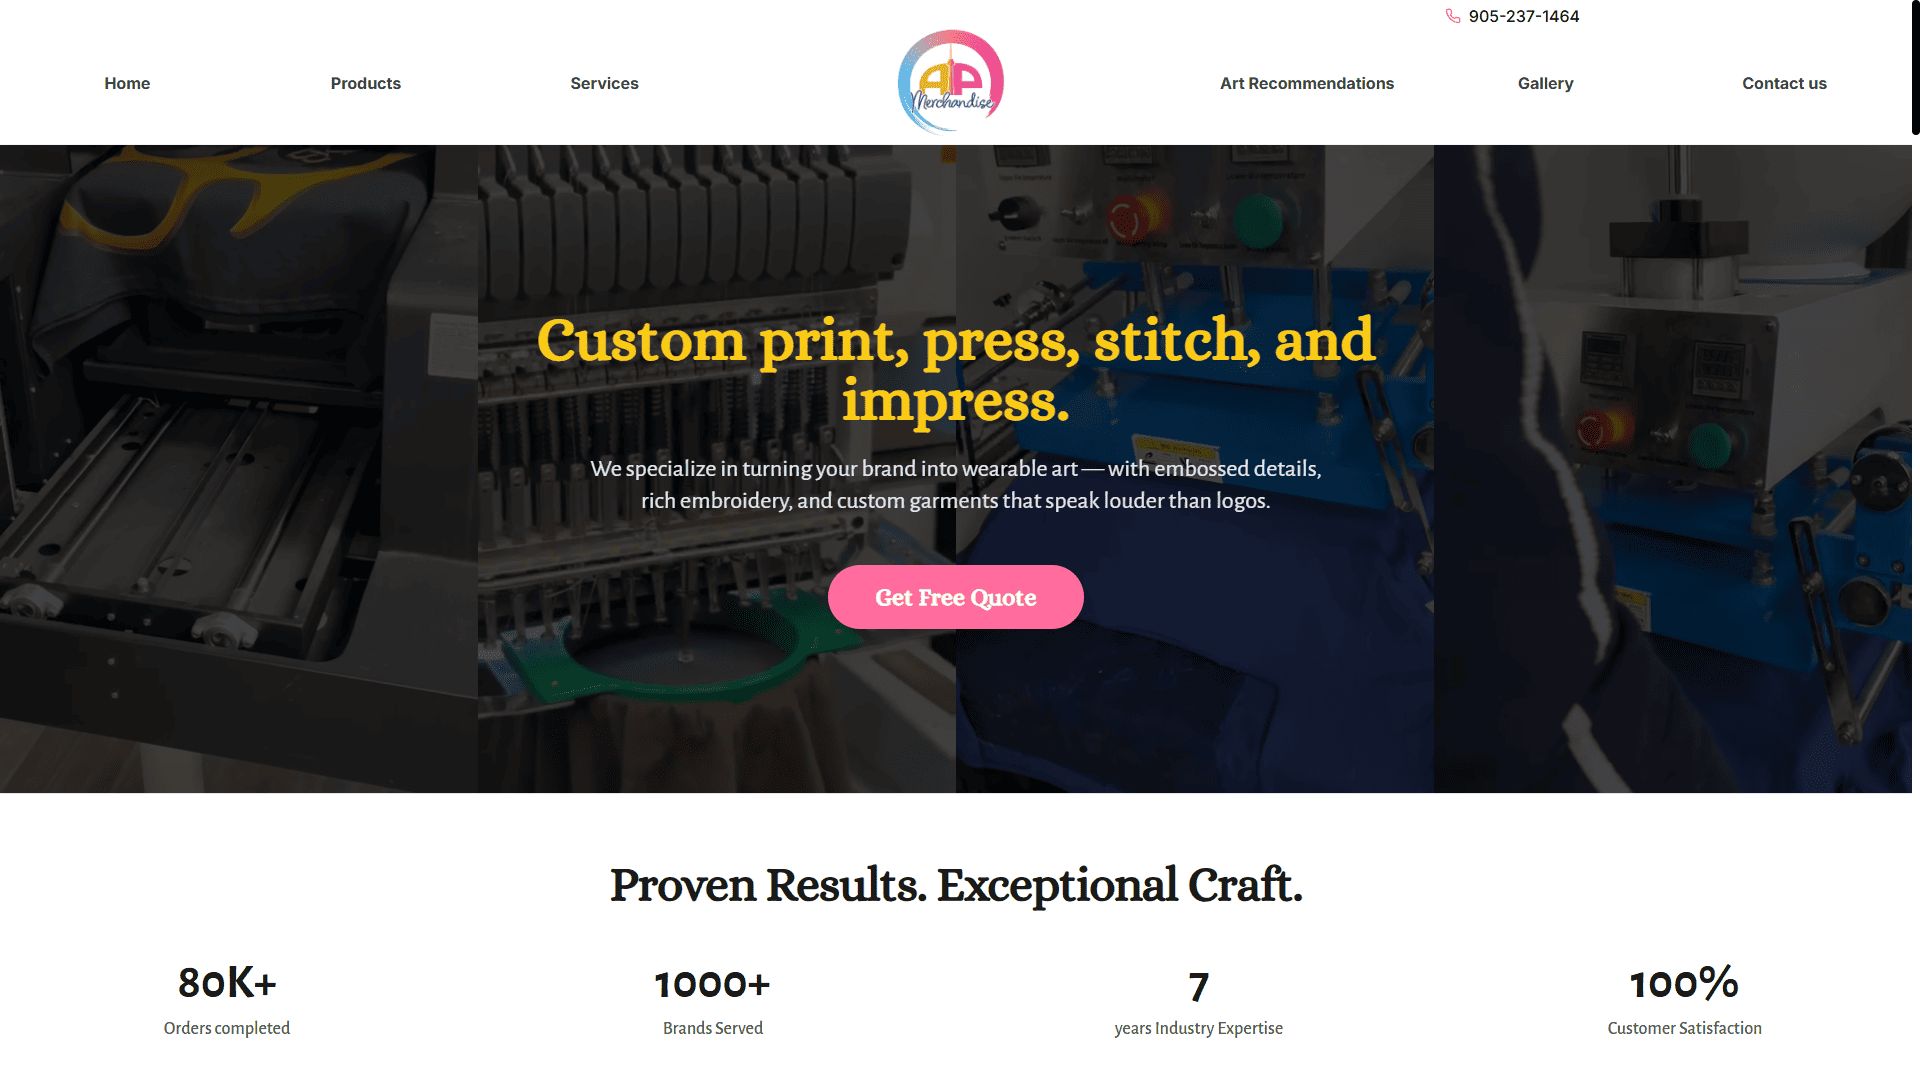 905-237-1464
Home
Products
Services
AP
Merchandise
Art Recommendations
Gallery
Contact us
Custom print, press, stitch, and
impress.
We specialize in turning your brand into wearable art — with embossed details,
rich embroidery, and custom garments that speak louder than logos.
Get Free Quote
Proven Results. Exceptional Craft.
80K+
1000+
7
100%
Orders completed
Brands Served
years Industry Expertise
Customer Satisfaction